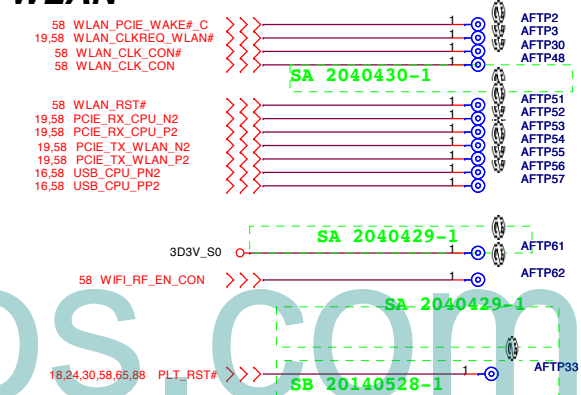 WLAN
58 WLAN_PCIE_WAKE#_C 1 AFTP2
19,58 WLAN_CLKREQ_WLAN# 1 AFTP3
58 WLAN_CLK_CON# 1 AFTP30
58 WLAN_CLK_CON 1 AFTP48
SA 2040430-1
58 WLAN_RST# 1 AFTP51
19,58 PCIE_RX_CPU_N2 1 AFTP52
19,58 PCIE_RX_CPU_P2 1 AFTP53
19,58 PCIE_TX_WLAN_N2 1 AFTP54
19,58 PCIE_TX_WLAN_P2 1 AFTP55
16,58 USB_CPU_PN2 1 AFTP56
16,58 USB_CPU_PP2 1 AFTP57
SA 2040429-1
3D3V_S0 1 AFTP61
58 WIFI_RF_EN_CON 1 AFTP62
SA 2040429-1
18,24,30,58,65,88 PLT_RST# 1 AFTP33
SB 20140528-1
os.com